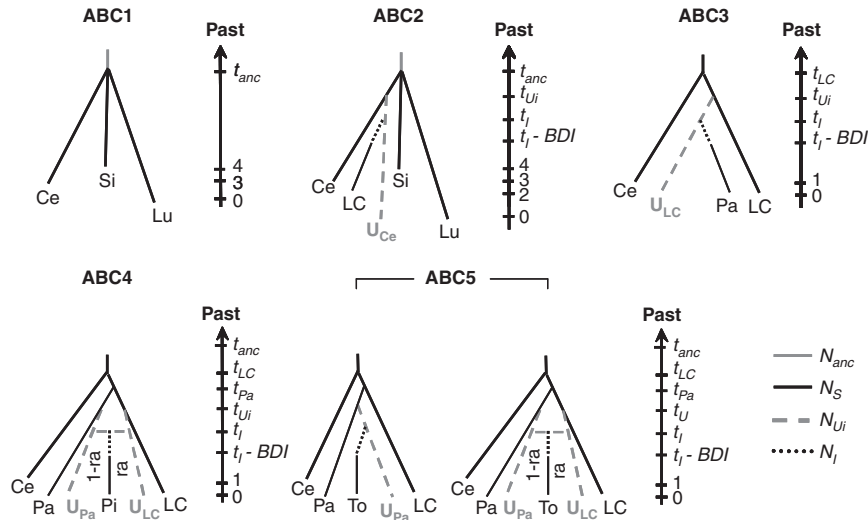 ABC1
Past
t_anc
4
3
0
Ce
Si
Lu
ABC2
Past
t_anc
t_Ui
t_I
t_I - BDI
4
3
2
0
Ce
LC
Si
U_Ce
Lu
ABC3
Past
t_LC
t_Ui
t_I
t_I - BDI
1
0
Ce
U_LC
Pa
LC
ABC4
Past
t_anc
t_LC
t_Pa
t_Ui
t_I
t_I - BDI
1
0
1-ra
ra
Ce
Pa
U_Pa
Pi
U_LC
LC
ABC5
Ce
Pa
To
U_Pa
LC
1-ra
ra
Ce
Pa
U_Pa
To
U_LC
LC
Past
t_anc
t_LC
t_Pa
t_U
t_I
t_I - BDI
1
0
N_anc
N_S
N_Ui
N_I